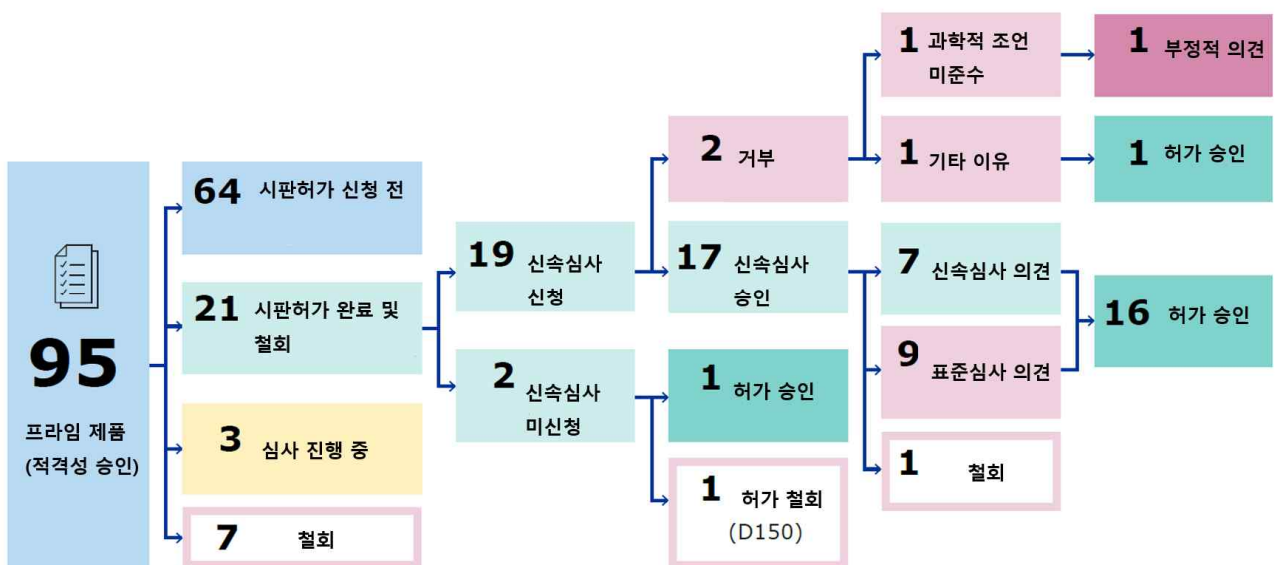 95
프라임 제품
(적격성 승인)
64 시판허가 신청 전
21 시판허가 완료 및
철회
3 심사 진행 중
7 철회
19 신속심사
신청
2 신속심사
미신청
2 거부
17 신속심사
승인
1 허가 승인
1 허가 철회
(D150)
1 과학적 조언
미준수
1 기타 이유
7 신속심사 의견
9 표준심사 의견
1 철회
1 부정적 의견
1 허가 승인
16 허가 승인